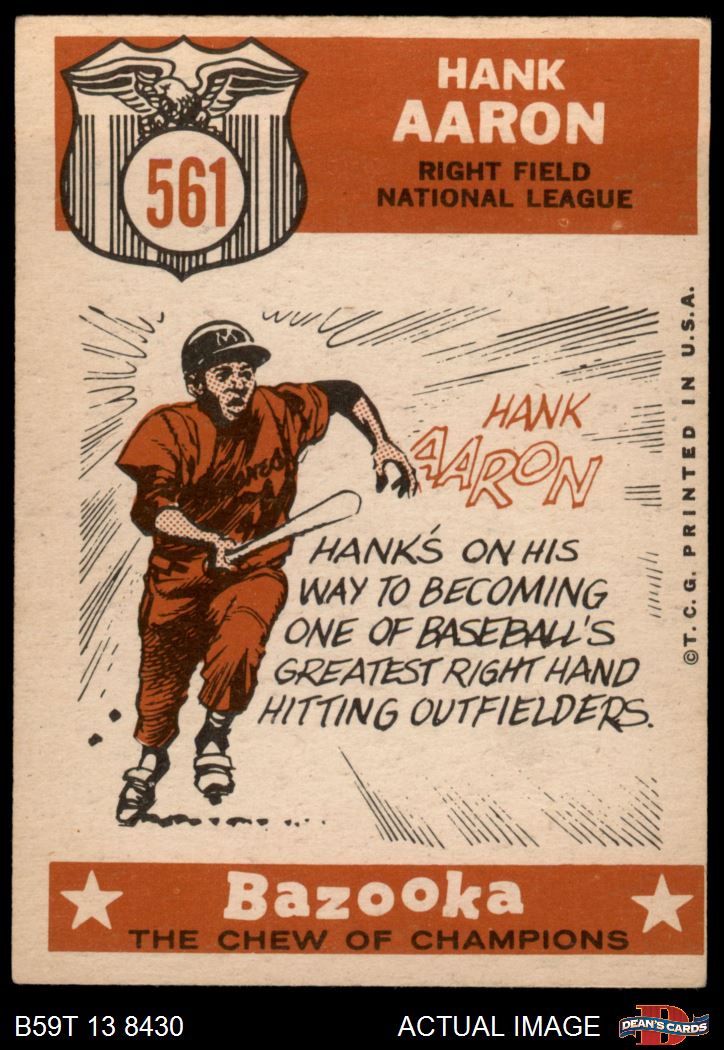 561
HANK
AARON
RIGHT FIELD
NATIONAL LEAGUE
M
HANK
AARON
HANK'S ON HIS
WAY TO BECOMING
ONE OF BASEBALL'S
GREATEST RIGHT HAND
HITTING OUTFIELDERS.
© T. C. G. PRINTED IN U.S.A.
Bazooka
THE CHEW OF CHAMPIONS
B59T 13 8430
ACTUAL IMAGE
D
DEAN'S CARDS